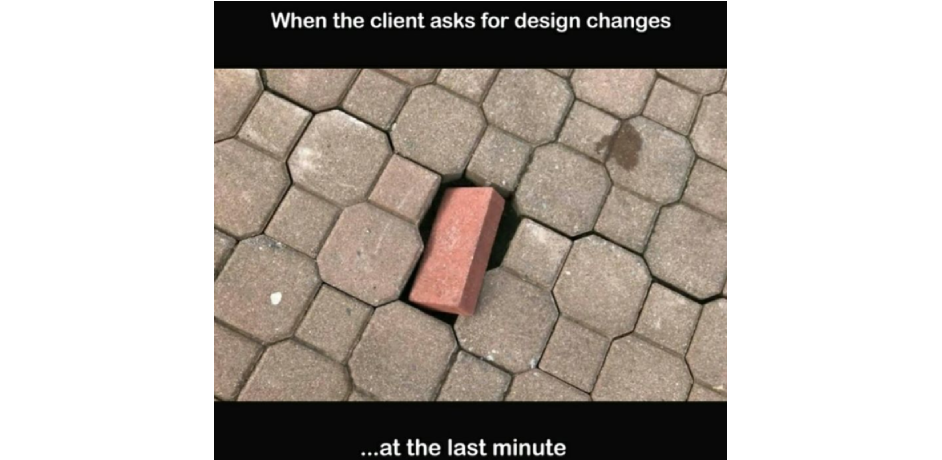 When the client asks for design changes
...at the last minute